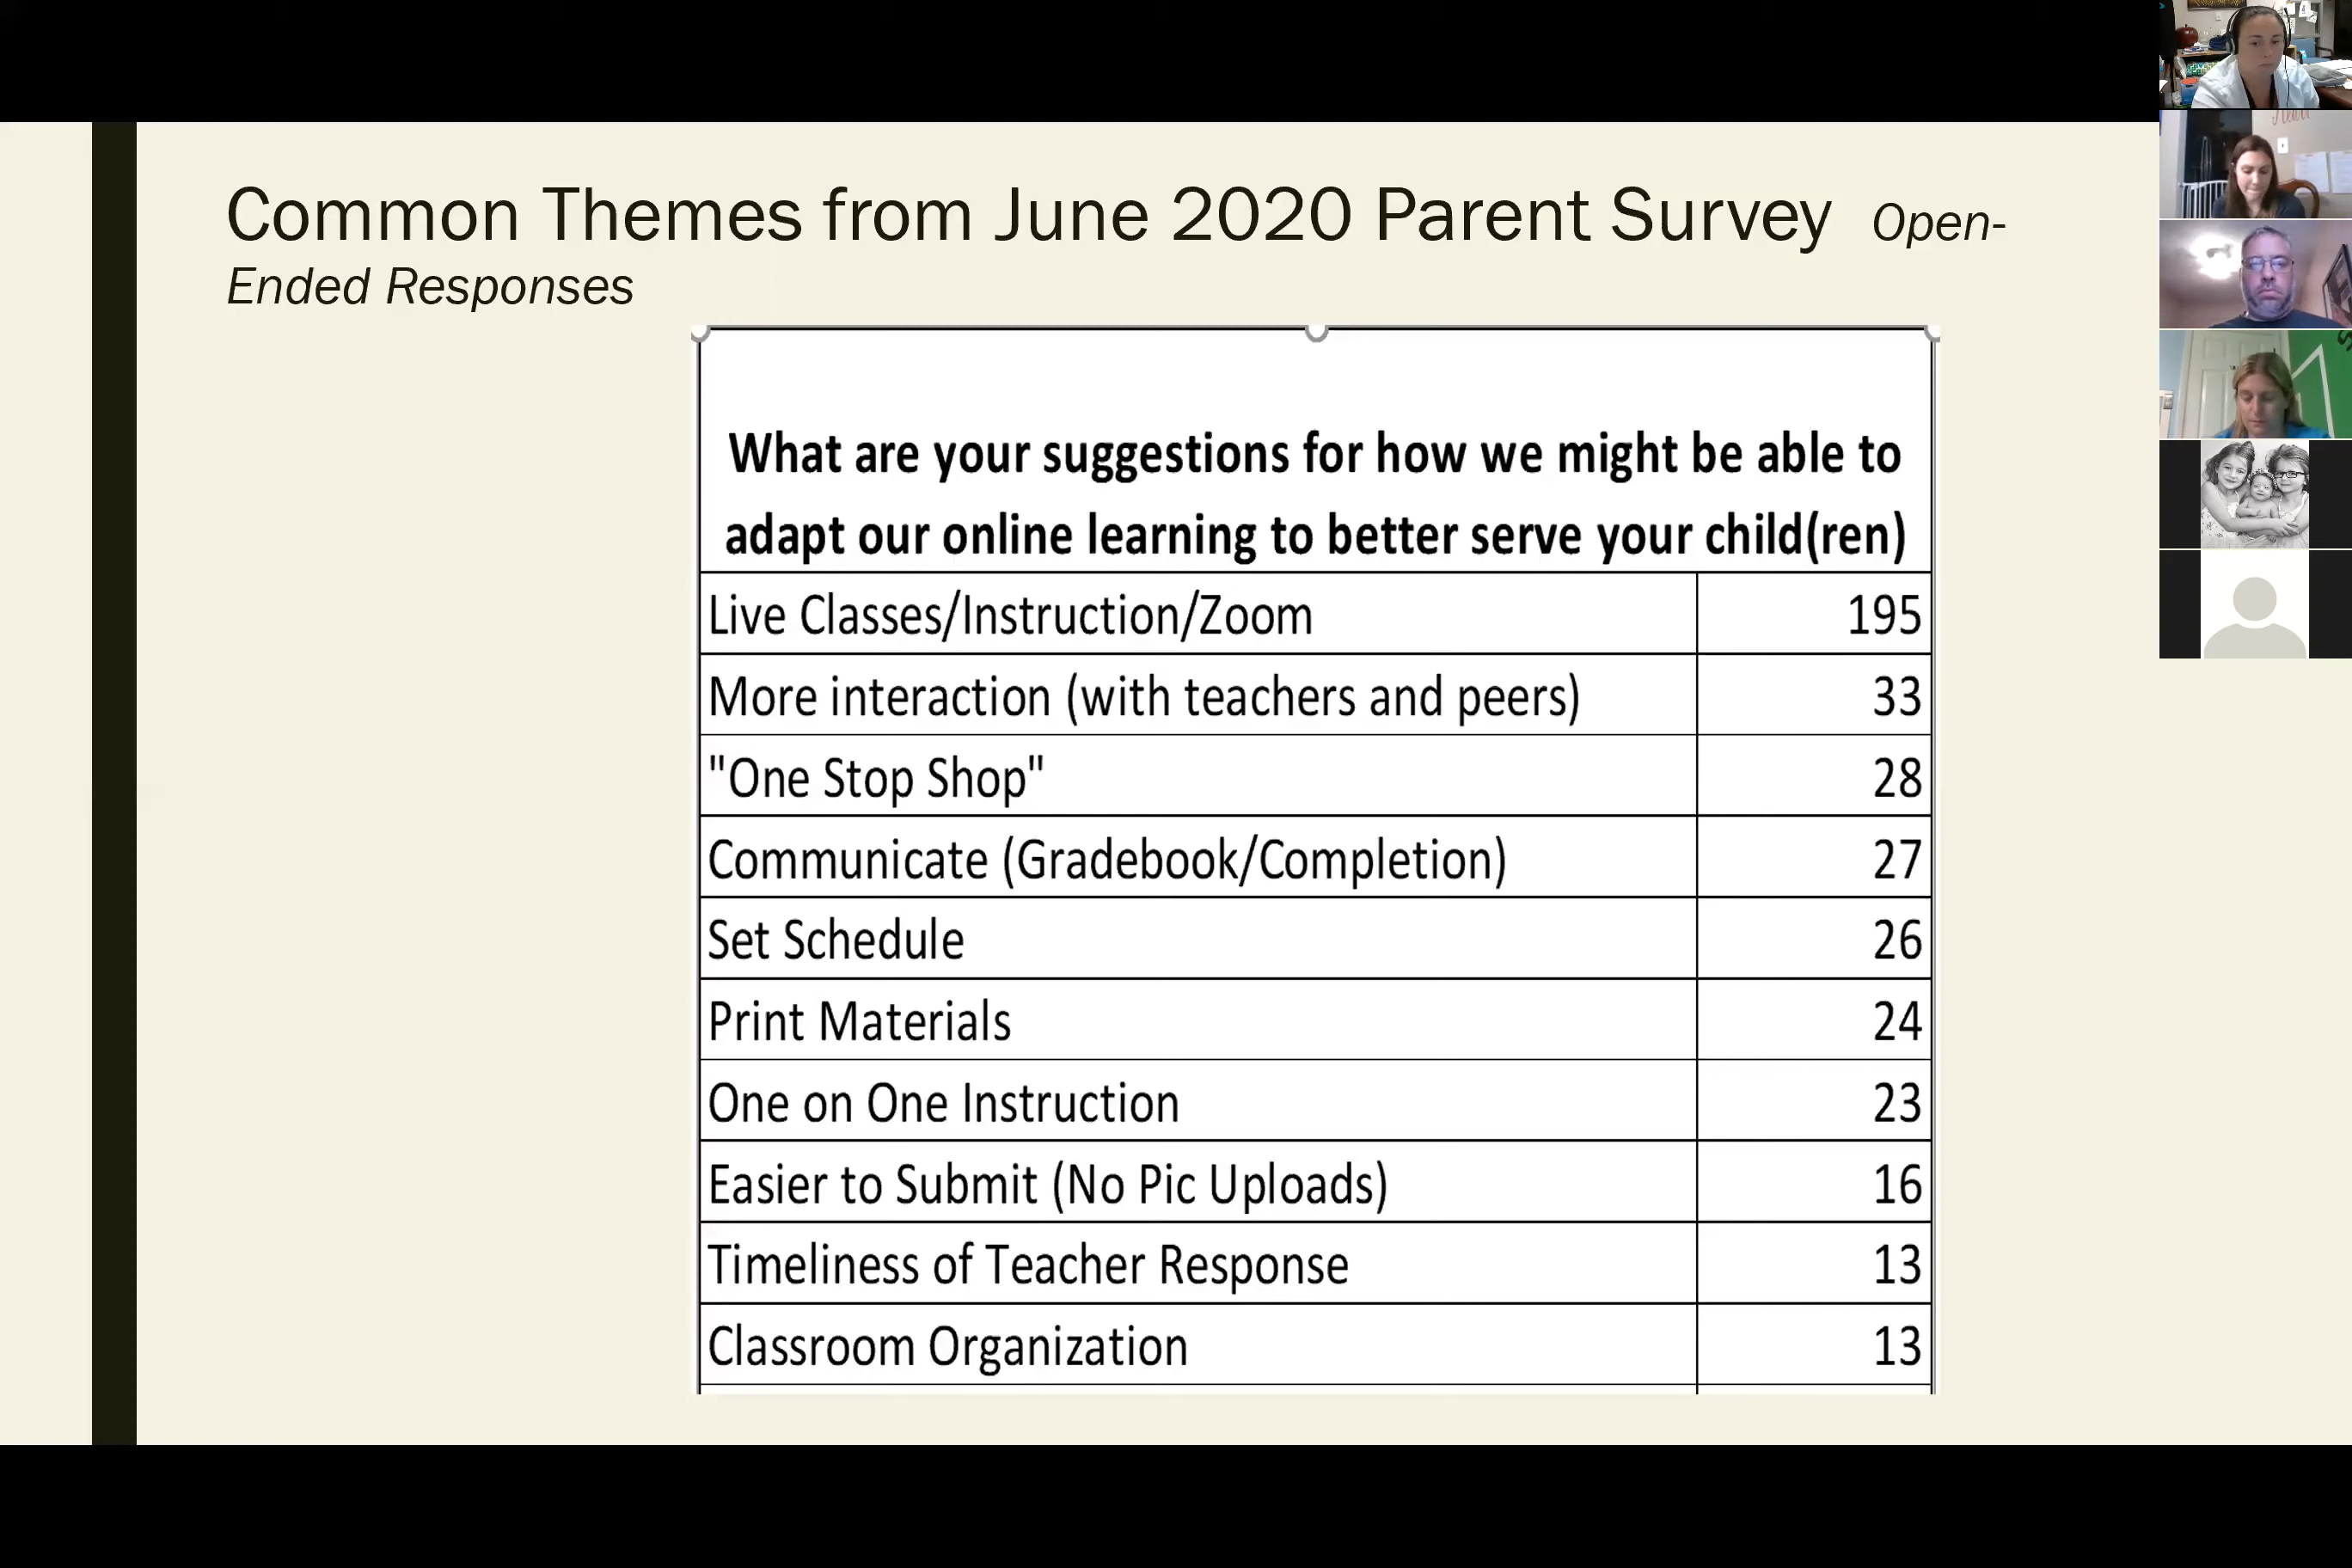 Common Themes from June 2020 Parent Survey Open-
Ended Responses
What are your suggestions for how we might be able to
adapt our online learning to better serve your child(ren)
Live Classes/Instruction/Zoom 195
More interaction (with teachers and peers) 33
"One Stop Shop" 28
Communicate (Gradebook/Completion) 27
Set Schedule 26
Print Materials 24
One on One Instruction 23
Easier to Submit (No Pic Uploads) 16
Timeliness of Teacher Response 13
Classroom Organization 13